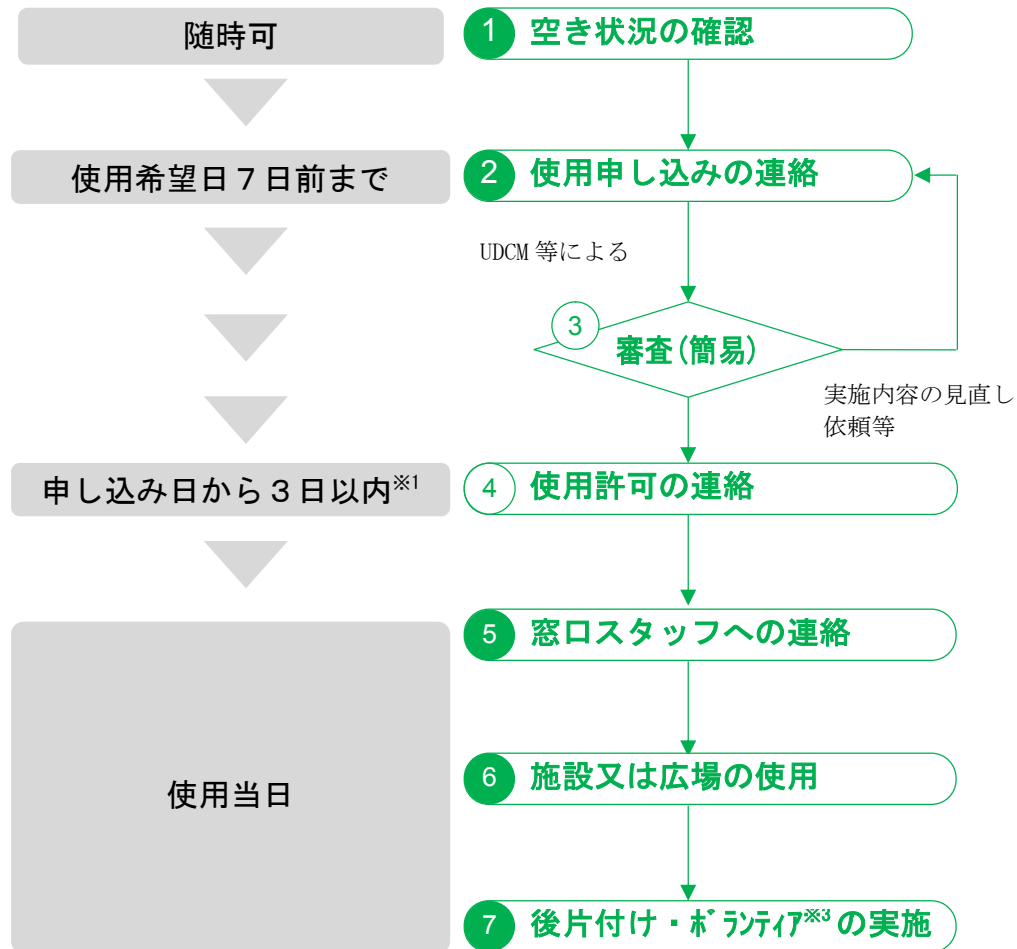 随時可
1 空き状況の確認
使用希望日７日前まで
2 使用申し込みの連絡
UDCM 等による
3
審査(簡易)
実施内容の見直し
依頼等
申し込み日から３日以内※1
4 使用許可の連絡
使用当日
5 窓口スタッフへの連絡
6 施設又は広場の使用
7 後片付け・ﾎﾞﾗﾝﾃｨｱ※3の実施